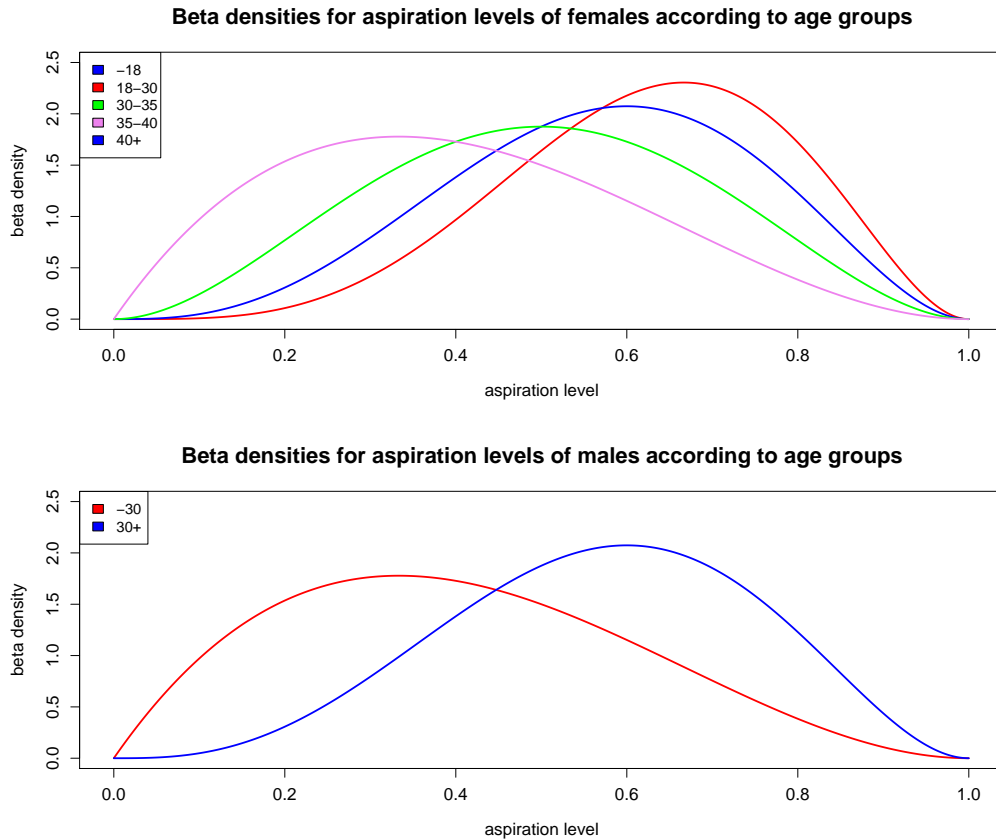 Beta densities for aspiration levels of females according to age groups
−18
18−30
30−35
35−40
40+
beta density
0.0 0.5 1.0 1.5 2.0 2.5
0.0 0.2 0.4 0.6 0.8 1.0
aspiration level
Beta densities for aspiration levels of males according to age groups
−30
30+
beta density
0.0 0.5 1.0 1.5 2.0 2.5
0.0 0.2 0.4 0.6 0.8 1.0
aspiration level